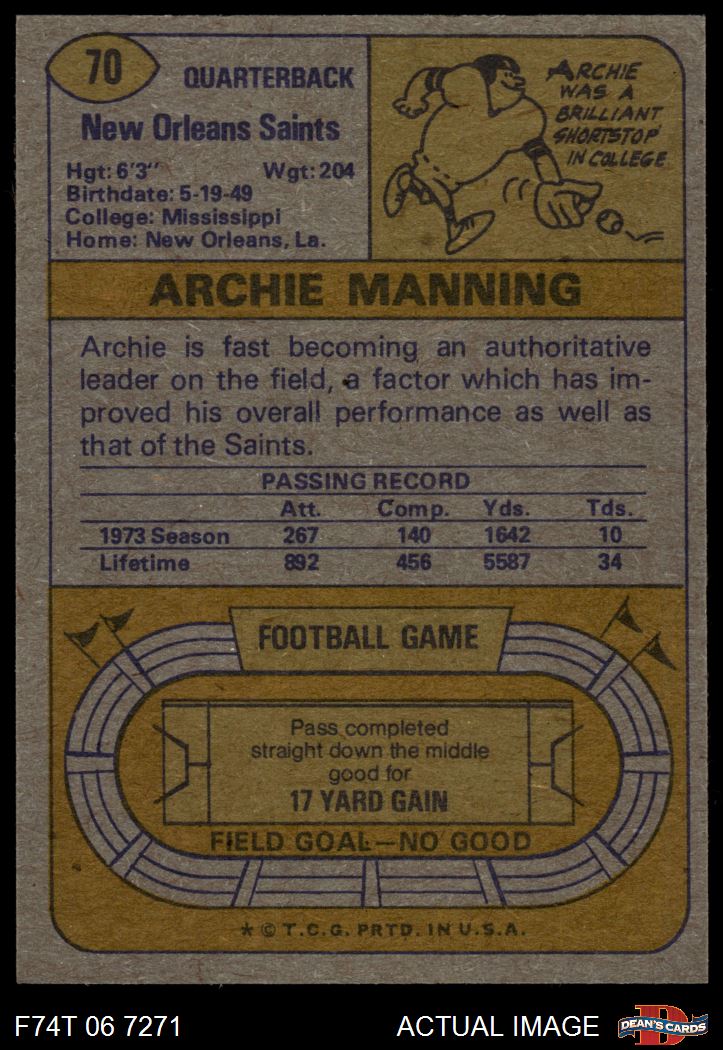 70
QUARTERBACK
New Orleans Saints
Hgt: 6'3" Wgt: 204
Birthdate: 5-19-49
College: Mississippi
Home: New Orleans, La.
ARCHIE
WAS A
BRILLIANT
SHORTSTOP
IN COLLEGE
ARCHIE MANNING
Archie is fast becoming an authoritative
leader on the field, a factor which has im-
proved his overall performance as well as
that of the Saints.
PASSING RECORD
Att. Comp. Yds. Tds.
1973 Season 267 140 1642 10
Lifetime 892 456 5587 34
FOOTBALL GAME
Pass completed
straight down the middle
good for
17 YARD GAIN
FIELD GOAL—NO GOOD
* © T.C.G. PRTD. IN U.S.A.
F74T 06 7271 ACTUAL IMAGE
D
DEAN'S CARDS